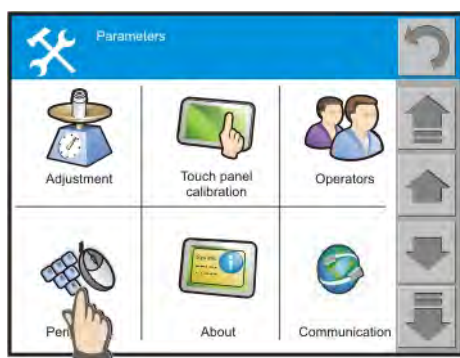 Parameters
Adjustment
Touch panel
calibration
Operators
About
Communication